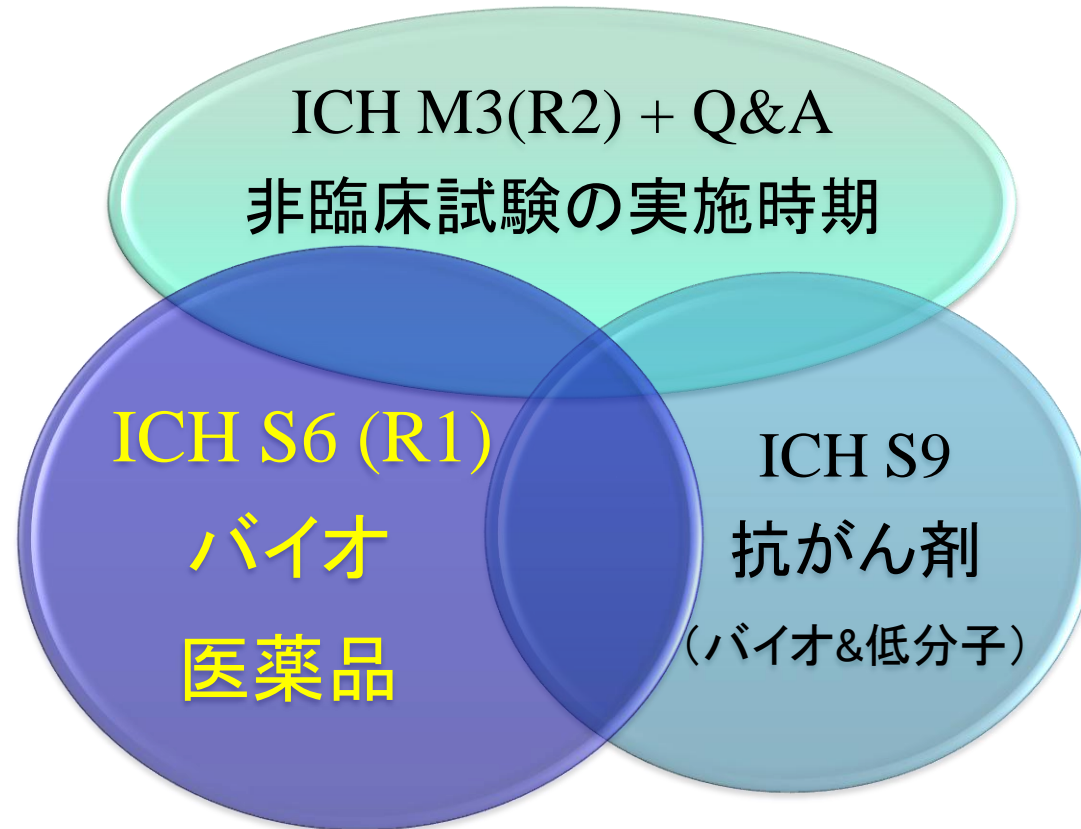 ICH M3(R2) + Q&A
非臨床試験の実施時期
ICH S6 (R1)
バイオ
医薬品
ICH S9
抗がん剤
（バイオ&低分子）